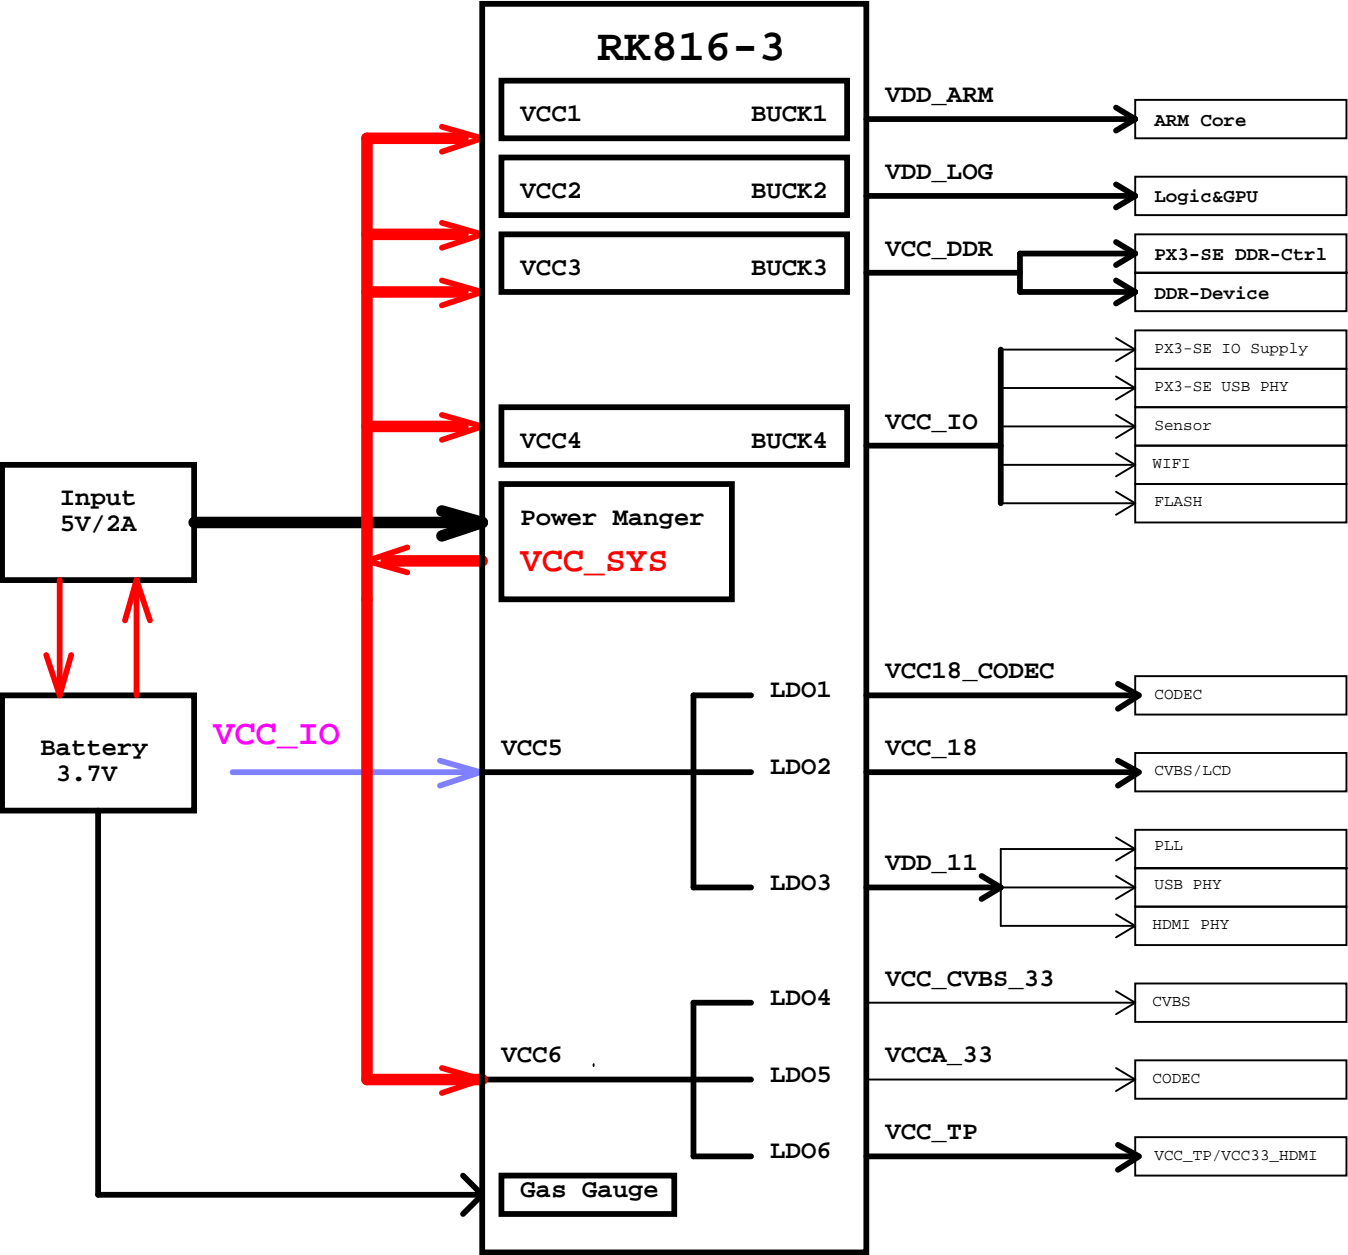 RK816-3
VCC1 BUCK1
VDD_ARM
ARM Core
VCC2 BUCK2
VDD_LOG
Logic&GPU
VCC3 BUCK3
VCC_DDR
PX3-SE DDR-Ctrl
DDR-Device
VCC4 BUCK4
VCC_IO
PX3-SE IO Supply
PX3-SE USB PHY
Sensor
WIFI
FLASH
Input
5V/2A
Power Manger
VCC_SYS
Battery
3.7V
VCC_IO
VCC5
LDO1
VCC18_CODEC
CODEC
LDO2
VCC_18
CVBS/LCD
LDO3
VDD_11
PLL
USB PHY
HDMI PHY
VCC6
LDO4
VCC_CVBS_33
CVBS
LDO5
VCCA_33
CODEC
LDO6
VCC_TP
VCC_TP/VCC33_HDMI
Gas Gauge